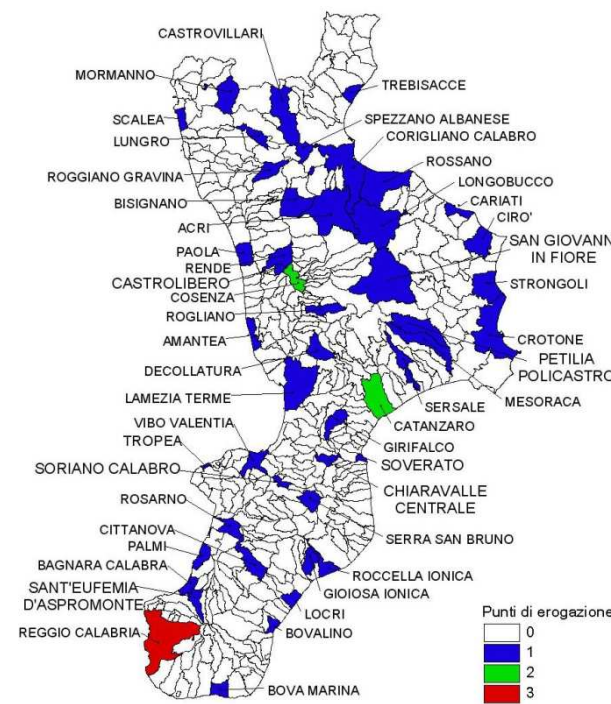 CASTROVILLARI
MORMANNO
TREBISACCE
SCALEA
SPEZZANO ALBANESE
LUNGRO
CORIGLIANO CALABRO
ROSSANO
ROGGIANO GRAVINA
LONGOBUCCO
BISIGNANO
CARIATI
ACRI
CIRO'
SAN GIOVANN
IN FIORE
PAOLA
RENDE
CASTROLIBERO
STRONGOLI
COSENZA
ROGLIANO
AMANTEA
CROTONE
PETILIA
POLICASTRO
DECOLLATURA
MESORACA
LAMEZIA TERME
SERSALE
VIBO VALENTIA
CATANZARO
TROPEA
GIRIFALCO
SORIANO CALABRO
SOVERATO
CHIARAVALLE
CENTRALE
ROSARNO
CITTANOVA
SERRA SAN BRUNO
PALMI
BAGNARA CALABRA
ROCCELLA IONICA
SANT'EUFEMIA
D'ASPROMONTE
GIOIOSA IONICA
LOCRI
REGGIO CALABRIA
BOVALINO
BOVA MARINA
Punti di erogazione
0
1
2
3